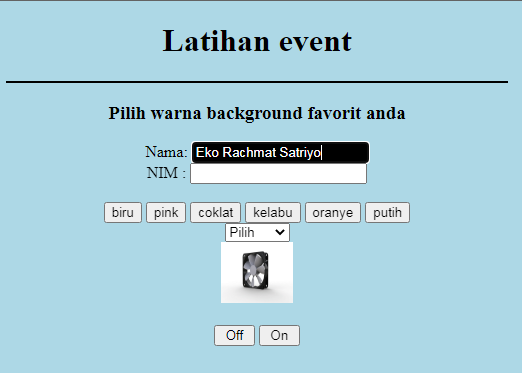 Latihan event
Pilih warna background favorit anda
Nama: Eko Rachmat Satriyo
NIM :
biru pink coklat kelabu oranye putih
Pilih
Off On